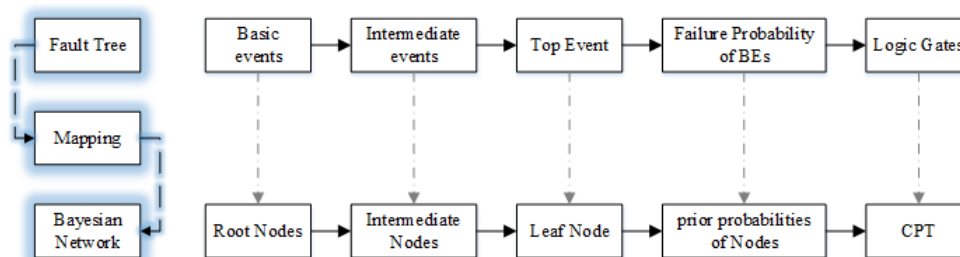 Fault Tree
Mapping
Bayesian
Network
Basic
events
Intermediate
events
Top Event
Failure Probability
of BEs
Logic Gates
Root Nodes
Intermediate
Nodes
Leaf Node
prior probabilities
of Nodes
CPT